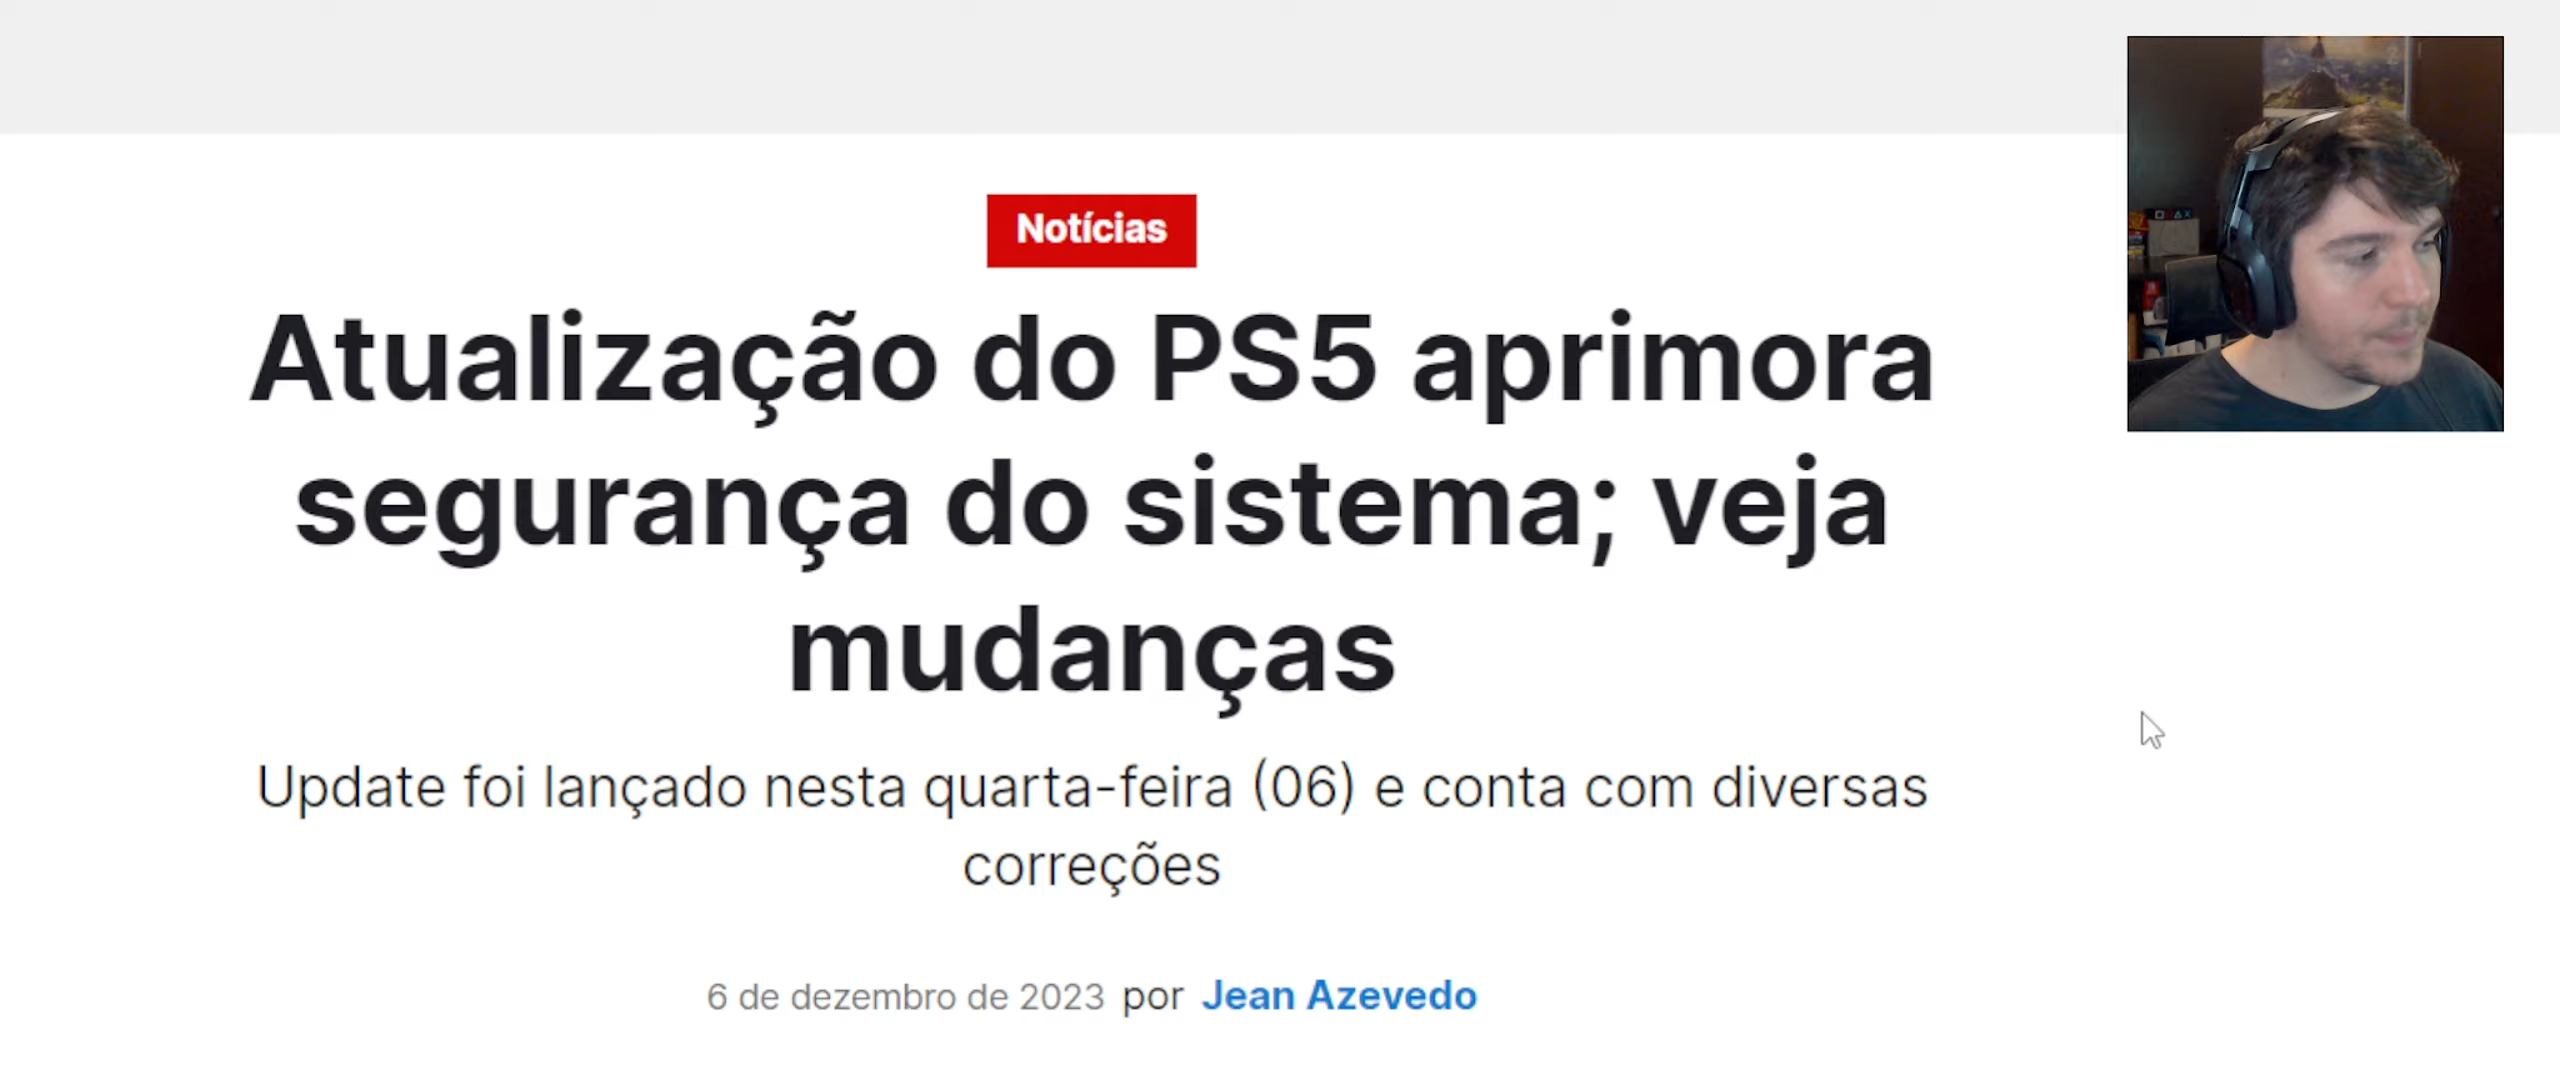 Notícias
Atualização do PS5 aprimora
segurança do sistema; veja
mudanças
Update foi lançado nesta quarta-feira (06) e conta com diversas
correções
6 de dezembro de 2023 por Jean Azevedo